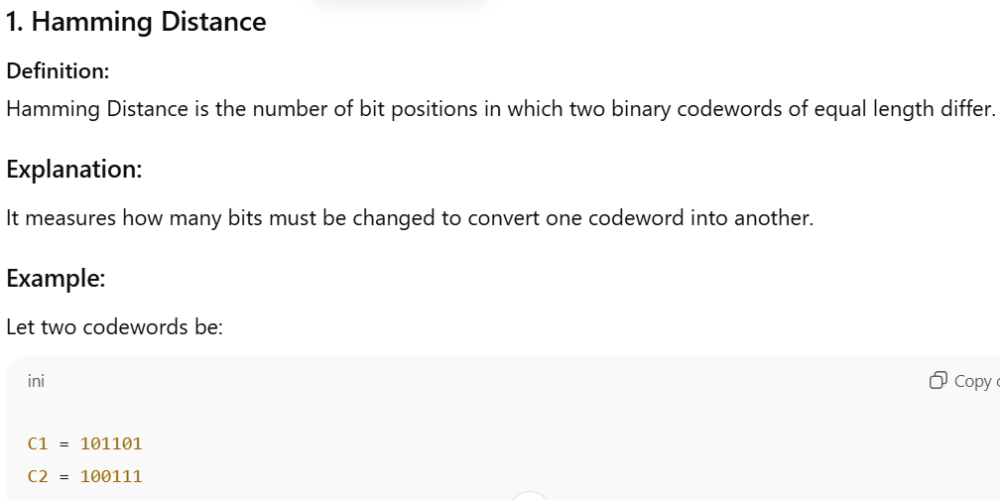 1. Hamming Distance
Definition:
Hamming Distance is the number of bit positions in which two binary codewords of equal length differ.
Explanation:
It measures how many bits must be changed to convert one codeword into another.
Example:
Let two codewords be:
ini
Copy
C1 = 101101
C2 = 100111